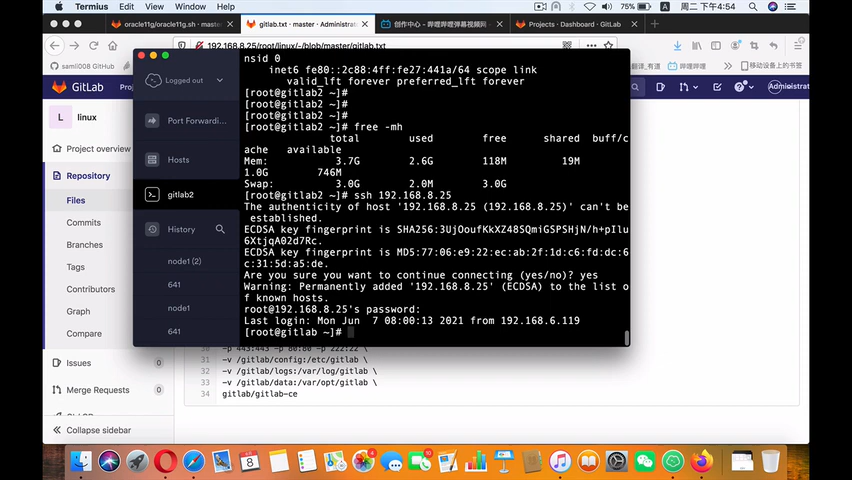 Termius Edit View Window 75% 周二下午4:54
oracle11g/oracle11g.sh · maste
gitlab.txt · master · Administra
创作中心 - 哔哩哔哩弹幕视频网
Projects · Dashboard · GitLab
192.168.8.25/root/linux/-/blob/master/gitlab.txt
samli008 GitHub
哔哩哔哩
移动设备上的书签
GitLab
L linux
Project overview
Repository
Files
Commits
Branches
Tags
Contributors
Graph
Compare
Issues 0
Merge Requests 0
Collapse sidebar
Logged out
Port Forwardi...
Hosts
gitlab2
History
node1 (2)
641
node1
641
nsid 0
inet6 fe80::2c88:4ff:fe27:441a/64 scope link
valid_lft forever preferred_lft forever
[root@gitlab2 ~]#
[root@gitlab2 ~]#
[root@gitlab2 ~]#
[root@gitlab2 ~]# free -mh
total used free shared buff/c
ache available
Mem: 3.7G 2.6G 118M 19M
1.0G 746M
Swap: 3.0G 2.0M 3.0G
[root@gitlab2 ~]# ssh 192.168.8.25
The authenticity of host '192.168.8.25 (192.168.8.25)' can't be
established.
ECDSA key fingerprint is SHA256:3UjOoufKkXZ48SQmiGSPSHjN/h+pIlu
6XtjqA02d7Rc.
ECDSA key fingerprint is MD5:77:06:e9:22:ec:ab:2f:1d:c6:fd:dc:6
c:31:5d:a5:de.
Are you sure you want to continue connecting (yes/no)? yes
Warning: Permanently added '192.168.8.25' (ECDSA) to the list o
f known hosts.
root@192.168.8.25's password:
Last login: Mon Jun 7 08:00:13 2021 from 192.168.6.119
[root@gitlab ~]#
30 -p 443:443 -p 80:80 -p 222:22 \
31 -v /gitlab/config:/etc/gitlab \
32 -v /gitlab/logs:/var/log/gitlab \
33 -v /gitlab/data:/var/opt/gitlab \
34 gitlab/gitlab-ce